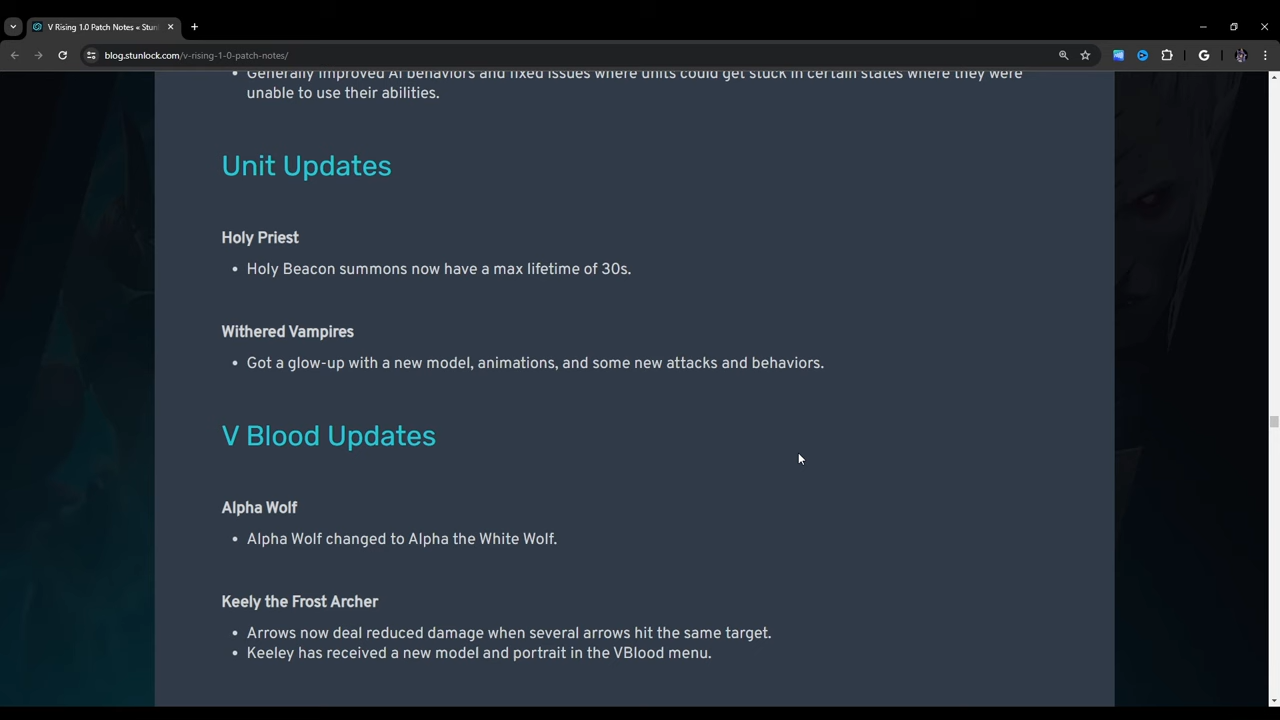 V Rising 1.0 Patch Notes « Stun
blog.stunlock.com/v-rising-1-0-patch-notes/
Generally improved AI behaviors and fixed issues where units could get stuck in certain states where they were
unable to use their abilities.
Unit Updates
Holy Priest
• Holy Beacon summons now have a max lifetime of 30s.
Withered Vampires
• Got a glow-up with a new model, animations, and some new attacks and behaviors.
V Blood Updates
Alpha Wolf
• Alpha Wolf changed to Alpha the White Wolf.
Keely the Frost Archer
• Arrows now deal reduced damage when several arrows hit the same target.
• Keeley has received a new model and portrait in the VBlood menu.